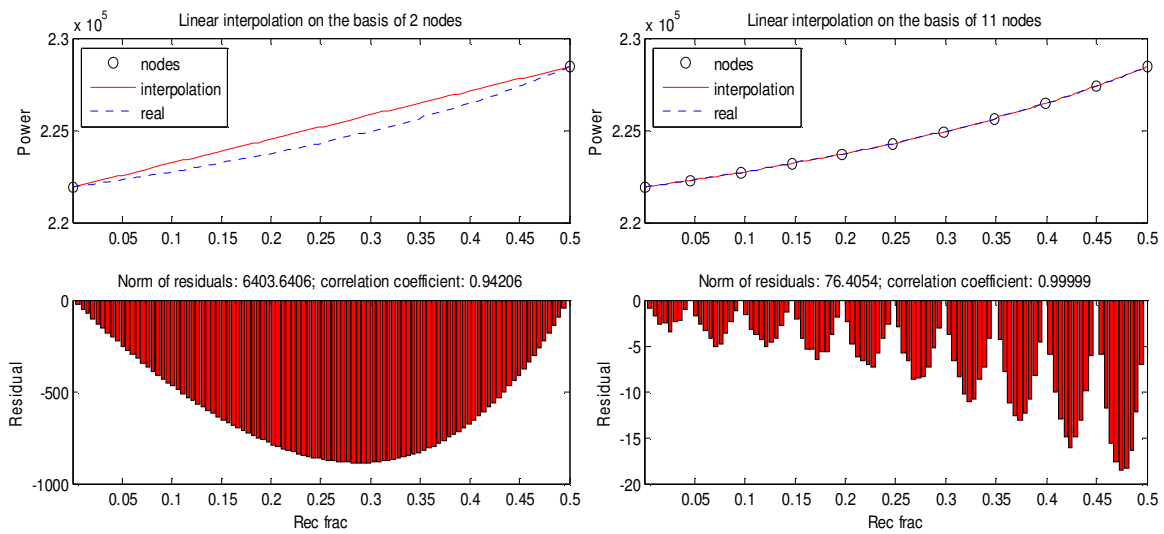 Linear interpolation on the basis of 2 nodes
x 10^5
2.3
2.25
2.2
Power
nodes
interpolation
real
0.05 0.1 0.15 0.2 0.25 0.3 0.35 0.4 0.45 0.5
Linear interpolation on the basis of 11 nodes
x 10^5
2.3
2.25
2.2
Power
nodes
interpolation
real
0.05 0.1 0.15 0.2 0.25 0.3 0.35 0.4 0.45 0.5
Norm of residuals: 6403.6406; correlation coefficient: 0.94206
0
-500
-1000
Residual
0.05 0.1 0.15 0.2 0.25 0.3 0.35 0.4 0.45 0.5
Rec frac
Norm of residuals: 76.4054; correlation coefficient: 0.99999
0
-5
-10
-15
-20
Residual
0.05 0.1 0.15 0.2 0.25 0.3 0.35 0.4 0.45 0.5
Rec frac